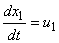 dx₁/dt = u₁